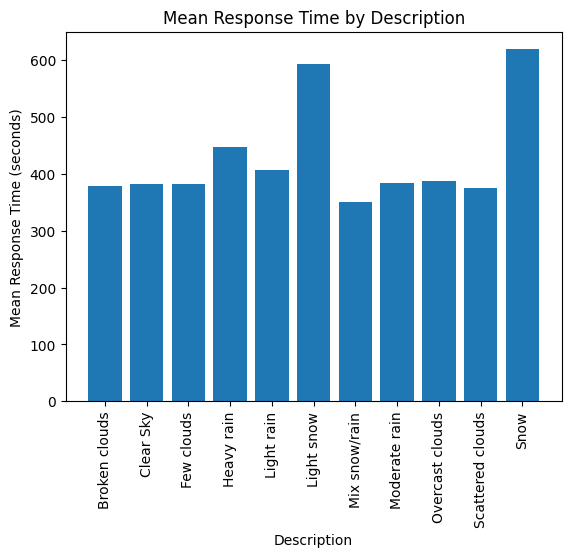 Mean Response Time by Description
Mean Response Time (seconds)
600
500
400
300
200
100
0
Broken clouds
Clear Sky
Few clouds
Heavy rain
Light rain
Light snow
Mix snow/rain
Moderate rain
Overcast clouds
Scattered clouds
Snow
Description